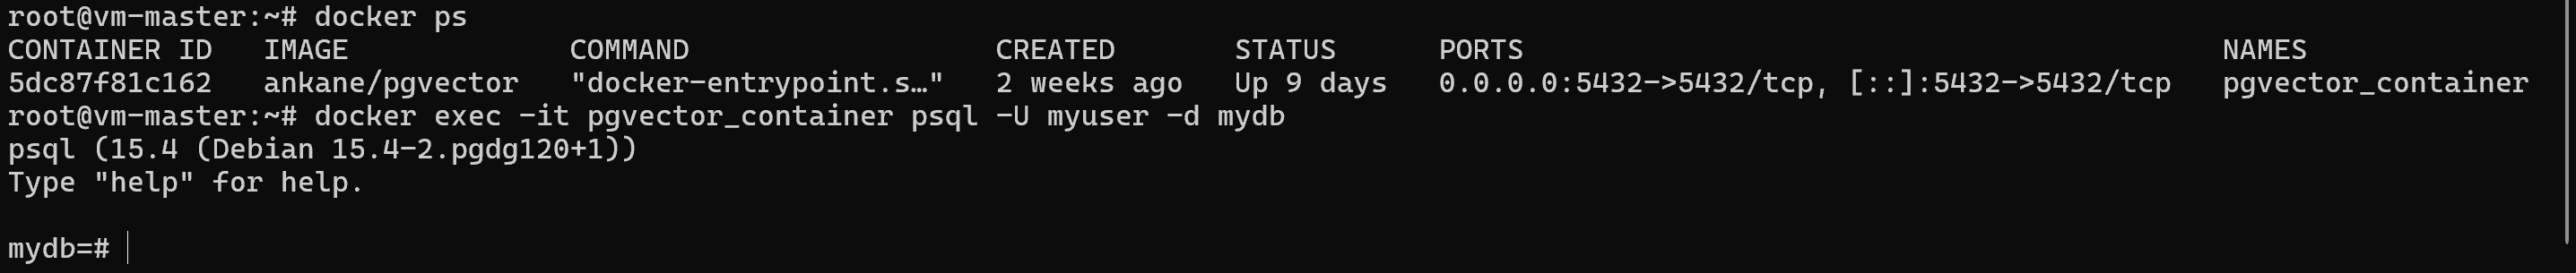 root@vm-master:~# docker ps
CONTAINER ID   IMAGE             COMMAND                  CREATED       STATUS      PORTS                                         NAMES
5dc87f81c162   ankane/pgvector   "docker-entrypoint.s…"   2 weeks ago   Up 9 days   0.0.0.0:5432->5432/tcp, [::]:5432->5432/tcp   pgvector_container
root@vm-master:~# docker exec -it pgvector_container psql -U myuser -d mydb
psql (15.4 (Debian 15.4-2.pgdg120+1))
Type "help" for help.
mydb=#